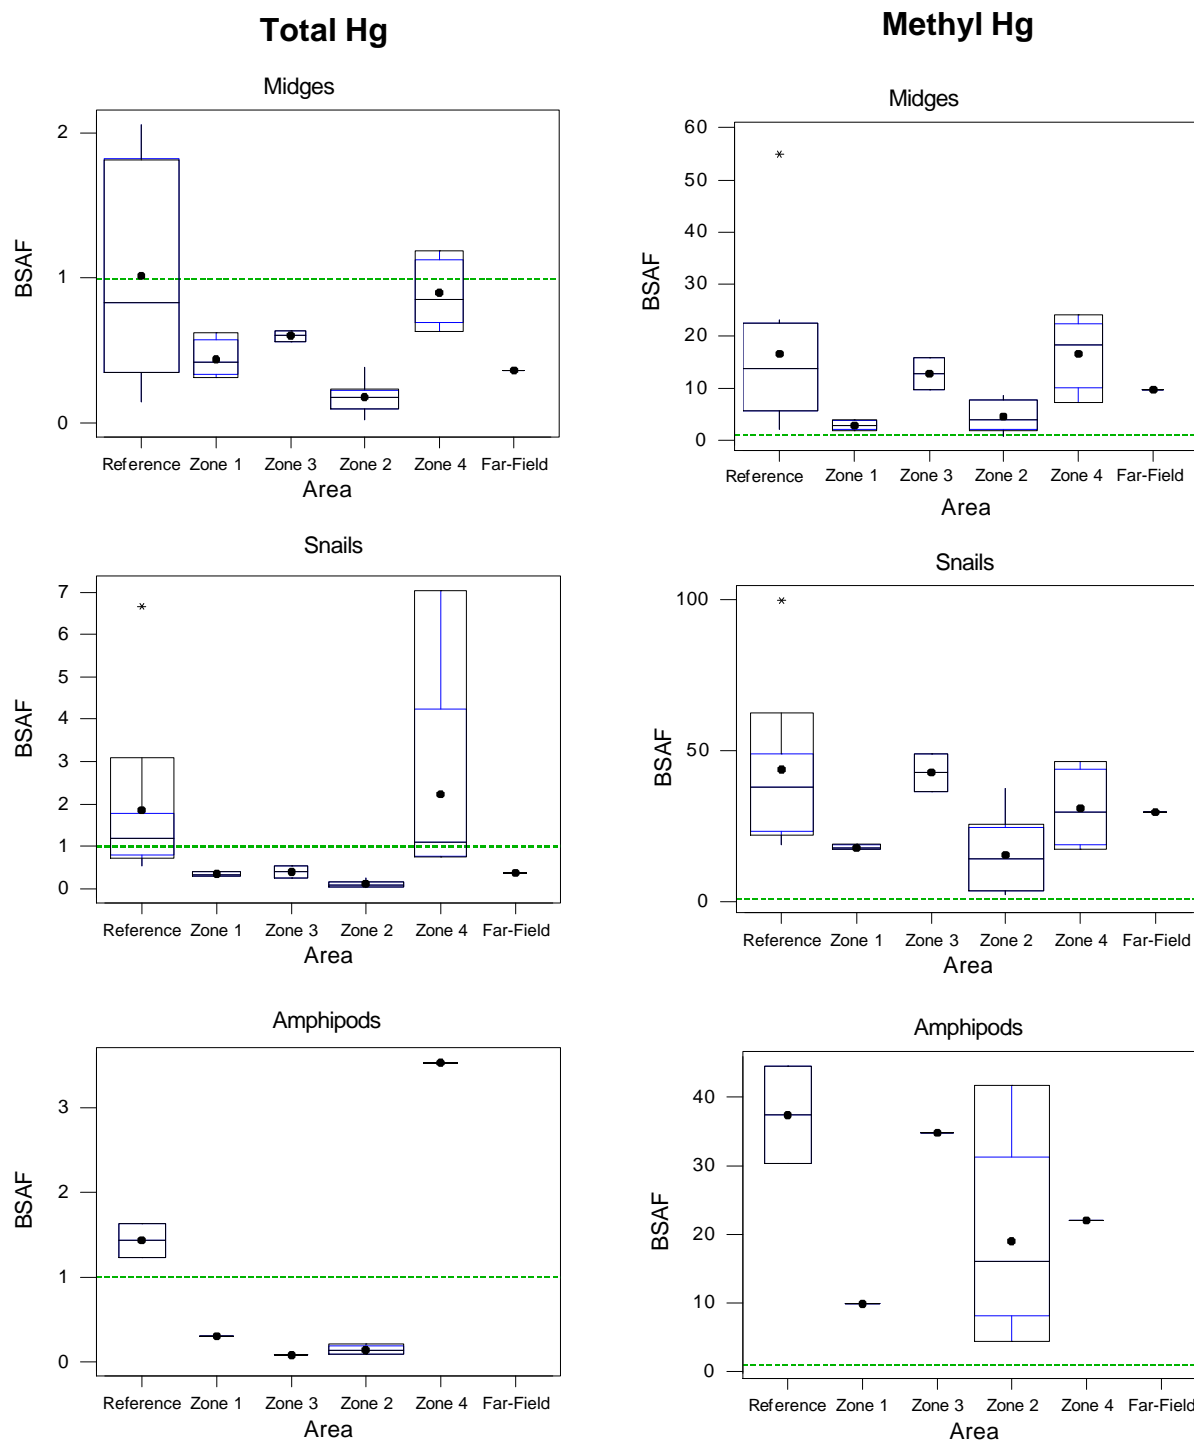 Total Hg
Midges
BSAF
2
1
0
Reference Zone 1 Zone 3 Zone 2 Zone 4 Far-Field
Area
Snails
BSAF
7
6
5
4
3
2
1
0
Reference Zone 1 Zone 3 Zone 2 Zone 4 Far-Field
Area
Amphipods
BSAF
3
2
1
0
Reference Zone 1 Zone 3 Zone 2 Zone 4 Far-Field
Area
Methyl Hg
Midges
BSAF
60
50
40
30
20
10
0
Reference Zone 1 Zone 3 Zone 2 Zone 4 Far-Field
Area
Snails
BSAF
100
50
0
Reference Zone 1 Zone 3 Zone 2 Zone 4 Far-Field
Area
Amphipods
BSAF
40
30
20
10
0
Reference Zone 1 Zone 3 Zone 2 Zone 4 Far-Field
Area